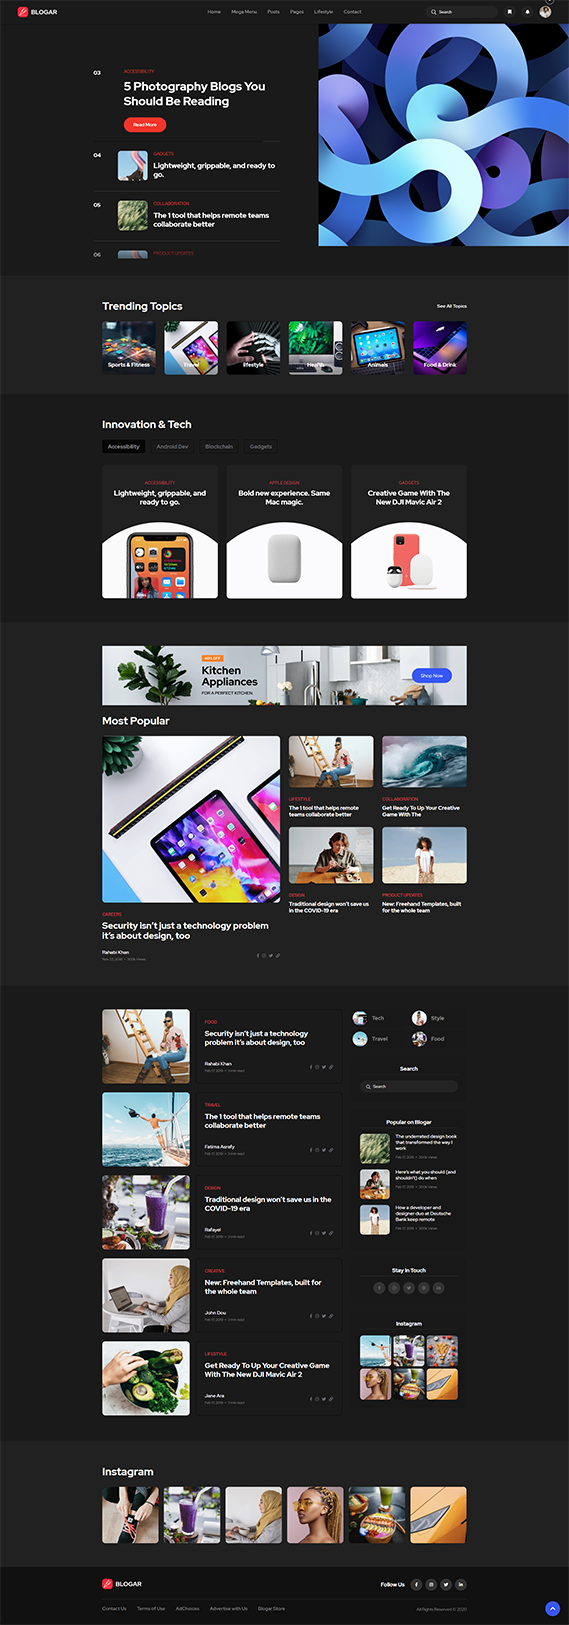 BLOGAR
Home Mega Menu Posts Pages Lifestyle Contact
Search
03
ACCESSIBILITY
5 Photography Blogs You
Should Be Reading
Read More
04
GADGETS
Lightweight, grippable, and ready to
go.
05
COLLABORATION
The 1 tool that helps remote teams
collaborate better
06
PRODUCT UPDATES
Trending Topics
See All Topics
Sports & Fitness
Travel
lifestyle
Health
Animals
Food & Drink
Innovation & Tech
Accessibility
Android Dev
Blockchain
Gadgets
ACCESSIBILITY
Lightweight, grippable, and
ready to go.
APPLE DESIGN
Bold new experience. Same
Mac magic.
GADGETS
Creative Game With The
New DJI Mavic Air 2
Kitchen
Appliances
FOR A PERFECT KITCHEN.
Shop Now
Most Popular
CAREERS
Security isn't just a technology problem
it's about design, too
Rahabi Khan
LIFESTYLE
The 1 tool that helps remote
teams collaborate better
COLLABORATION
Get Ready To Up Your Creative
Game With The
DESIGN
Traditional design won't save us
in the COVID-19 era
PRODUCT UPDATES
New: Freehand Templates, built
for the whole team
FOOD
Security isn't just a technology
problem it's about design, too
Rahabi Khan
TRAVEL
The 1 tool that helps remote teams
collaborate better
Fatima Asrafy
DESIGN
Traditional design won't save us in the
COVID-19 era
Rafayel
CREATIVE
New: Freehand Templates, built for
the whole team
John Dou
LIFESTYLE
Get Ready To Up Your Creative Game
With The New DJI Mavic Air 2
Jane Ara
Tech
Style
Travel
Food
Search
Search
Popular on Blogar
The underrated design book
that transformed the way I
work
Here's what you should (and
shouldn't) do when
How a developer and
designer duo at Deutsche
Bank keep remote
Stay In Touch
Instagram
Instagram
BLOGAR
Follow Us
Contact Us
Terms of Use
AdChoices
Advertise with Us
Blogar Store
All Rights Reserved © 2020